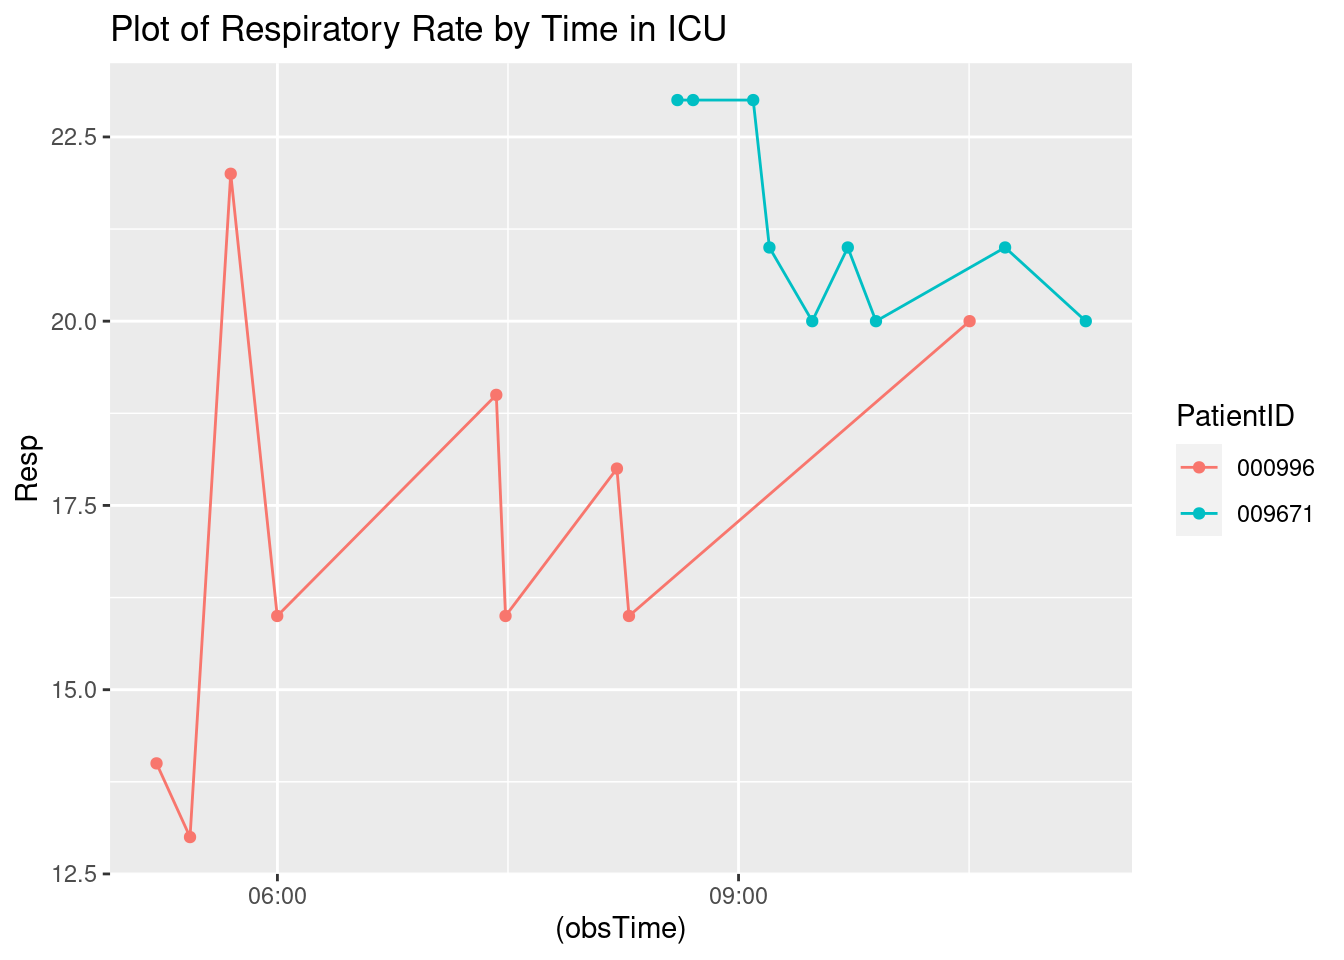 Plot of Respiratory Rate by Time in ICU
22.5
20.0
17.5
15.0
12.5
Resp
06:00
09:00
(obsTime)
PatientID
000996
009671